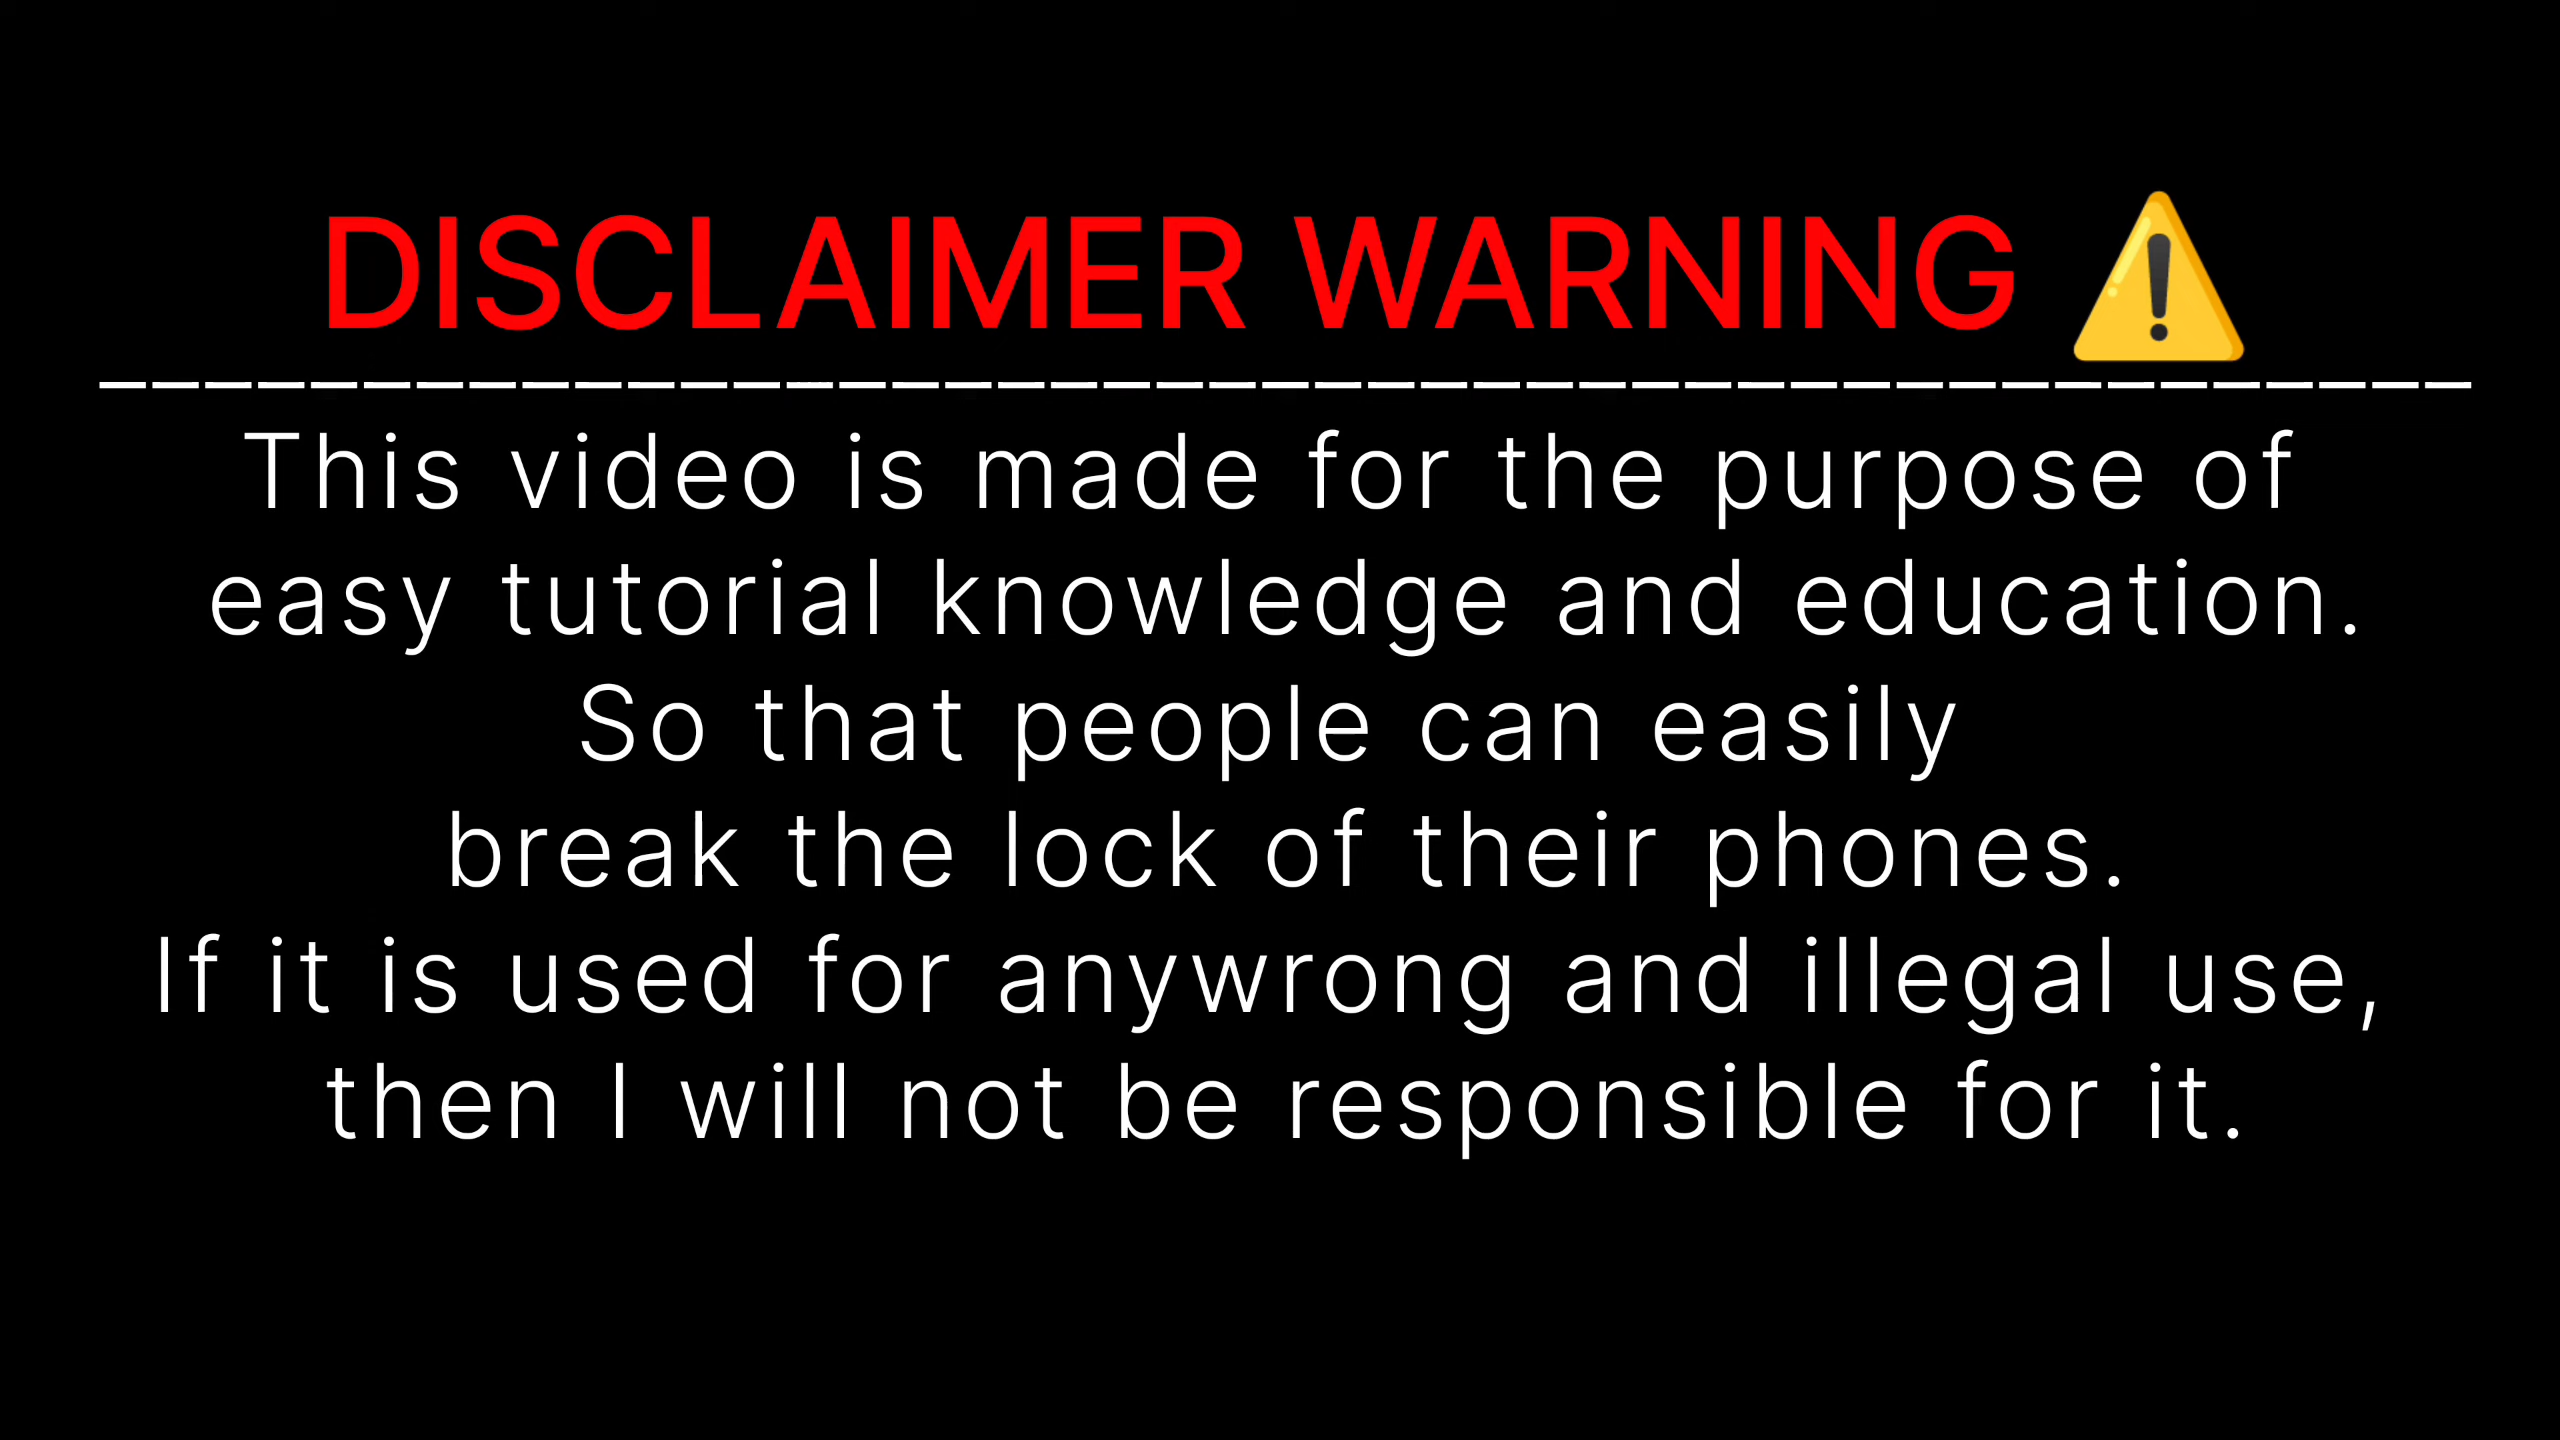 DISCLAIMER WARNING ⚠️
_____________________________________________
This video is made for the purpose of
easy tutorial knowledge and education.
So that people can easily
break the lock of their phones.
If it is used for anywrong and illegal use,
then I will not be responsible for it.